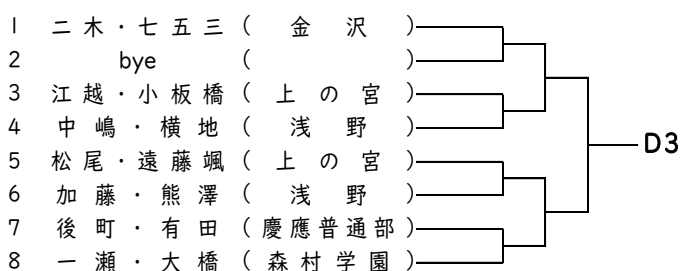 1 二木・七五三 ( 金沢 )
2 bye ( )
3 江越・小板橋 ( 上の宮 )
4 中嶋・横地 ( 浅野 )
D3
5 松尾・遠藤颯 ( 上の宮 )
6 加藤・熊澤 ( 浅野 )
7 後町・有田 ( 慶應普通部 )
8 一瀬・大橋 ( 森村学園 )